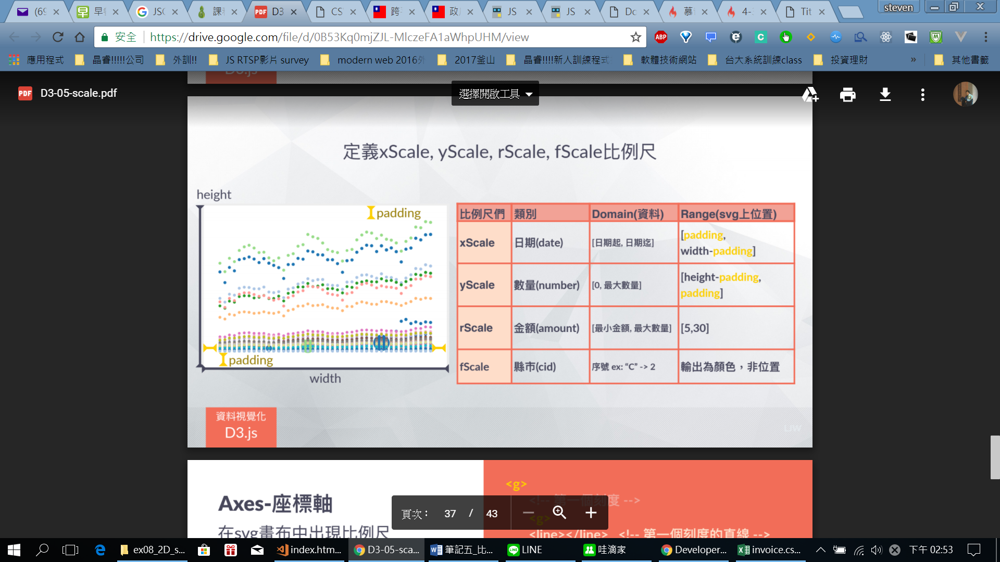 (69
早
JSO
D3
CS
跨
政
JS
JS
Do
慕
4-
Tit
steven
安全
https://drive.google.com/file/d/0B53Kq0mjZJL-MlczeFA1aWhpUHM/view
ABP
應用程式
晶睿!!!!!公司
外訓!!
JS RTSP影片 survey
modern web 2016
2017釜山
晶睿!!!!新人訓練程式
軟體技術網站
台大系統訓練class
投資理財
»
其他書籤
D3.js
PDF
D3-05-scale.pdf
選擇開啟工具
定義xScale, yScale, rScale, fScale比例尺
height
padding
padding
width
比例尺們 類別 Domain(資料) Range(svg上位置)
xScale 日期(date) [日期起, 日期迄] [padding,
width-padding]
yScale 數量(number) [0, 最大數量] [height-padding,
padding]
rScale 金額(amount) [最小金額, 最大數量] [5,30]
fScale 縣市(cid) 序號 ex: “C” -> 2 輸出為顏色，非位置
資料視覺化
D3.js
LJW
Axes-座標軸
在svg畫布中出現比例尺
<g>
<!-- 第一個刻度 -->
<g>
<line></line> <!-- 第一個刻度的直線 -->
頁次： 37 / 43
ex08_2D_s...
index.htm...
D3-05-sca...
筆記五_比...
LINE
哇滴家
Developer...
invoice.cs...
下午 02:53